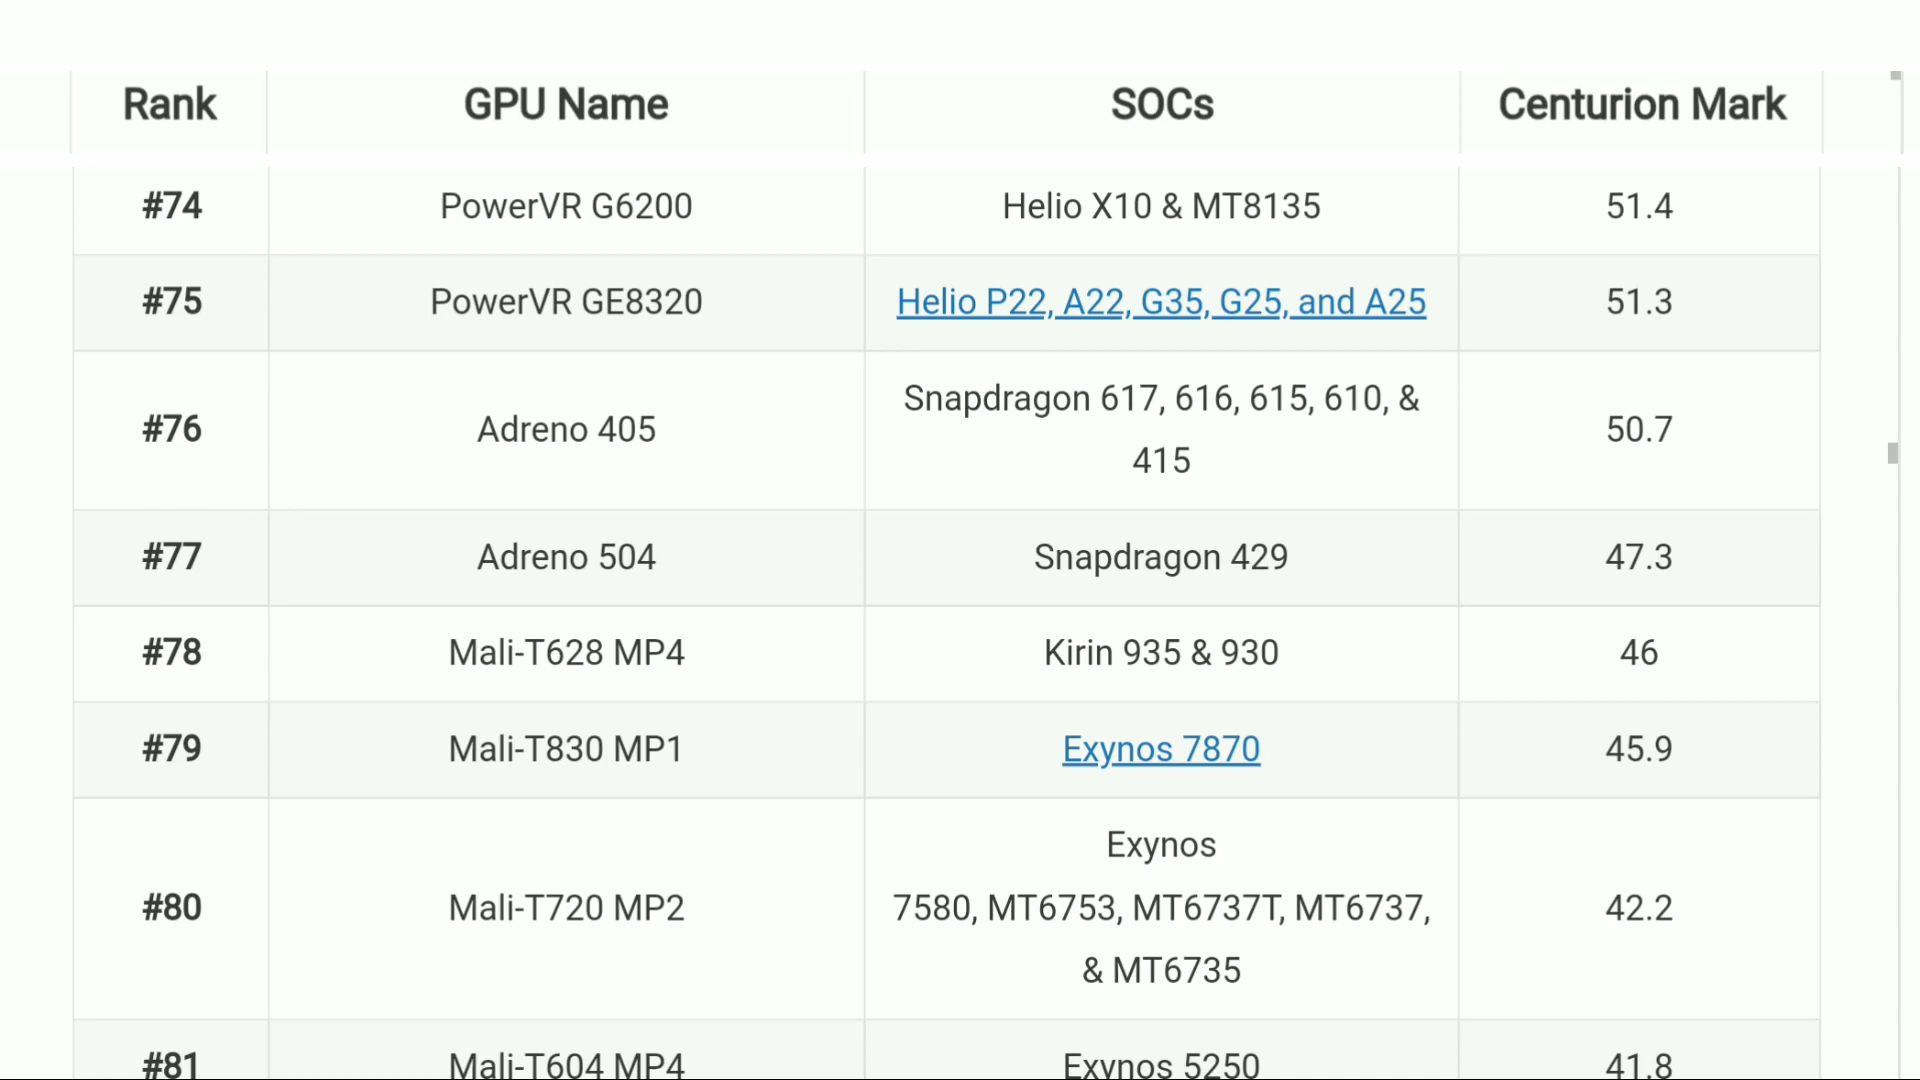 Rank GPU Name SOCs Centurion Mark
#74 PowerVR G6200 Helio X10 & MT8135 51.4
#75 PowerVR GE8320 Helio P22, A22, G35, G25, and A25 51.3
Snapdragon 617, 616, 615, 610, &
#76 Adreno 405 50.7
415
#77 Adreno 504 Snapdragon 429 47.3
#78 Mali-T628 MP4 Kirin 935 & 930 46
#79 Mali-T830 MP1 Exynos 7870 45.9
Exynos
#80 Mali-T720 MP2 7580, MT6753, MT6737T, MT6737, 42.2
& MT6735
#81 Mali-T604 MP4 Exynos 5250 41.8